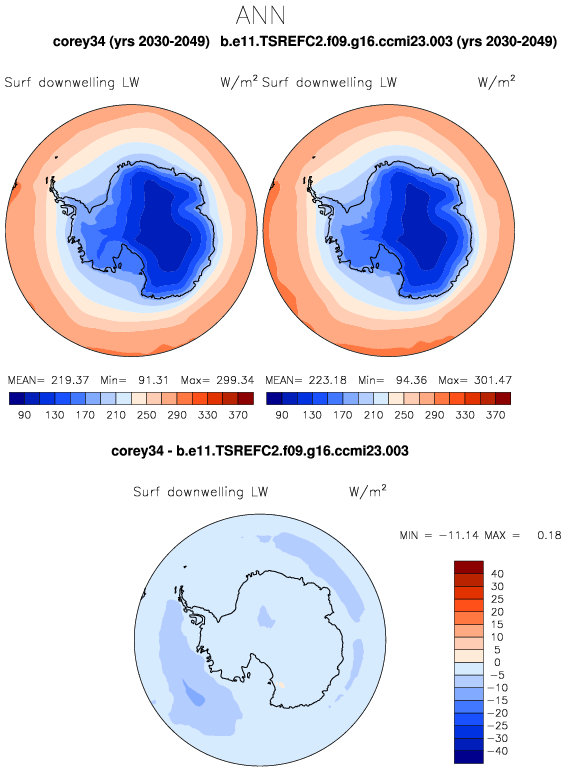 ANN
corey34 (yrs 2030-2049) b.e11.TSREFC2.f09.g16.ccmi23.003 (yrs 2030-2049)
Surf downwelling LW W/m² Surf downwelling LW W/m²
MEAN= 219.37 Min= 91.31 Max= 299.34 MEAN= 223.18 Min= 94.36 Max= 301.47
90 130 170 210 250 290 330 370 90 130 170 210 250 290 330 370
corey34 - b.e11.TSREFC2.f09.g16.ccmi23.003
Surf downwelling LW W/m²
MIN = -11.14 MAX = 0.18
40
30
25
20
15
10
5
0
-5
-10
-15
-20
-25
-30
-40